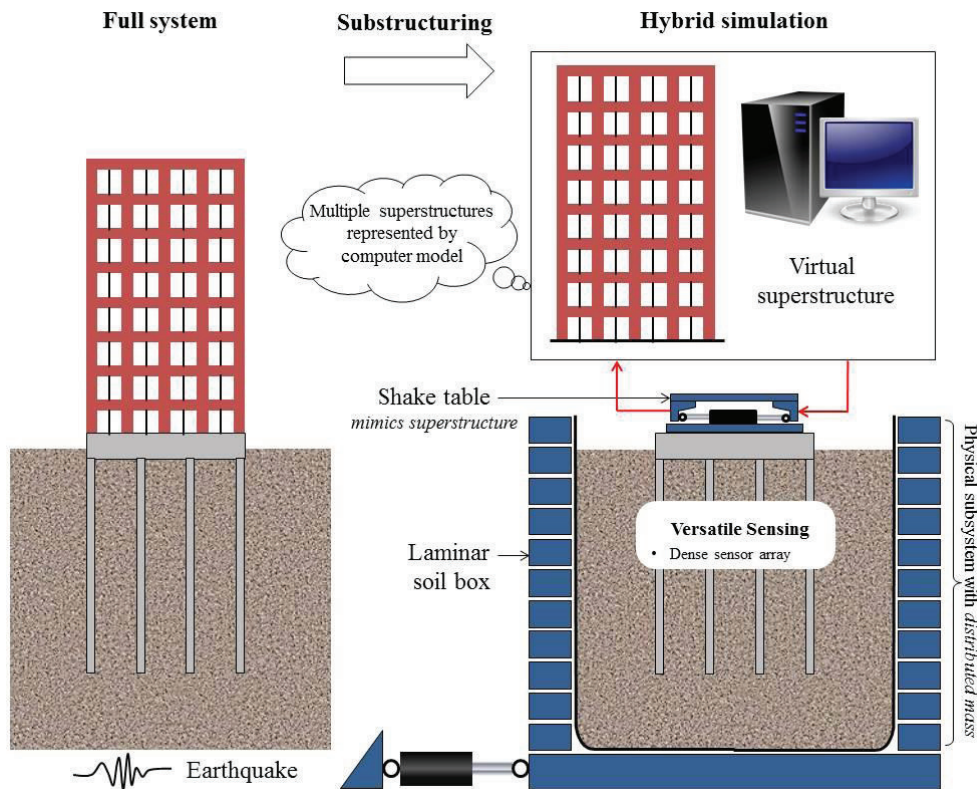 Full system
Substructuring
Hybrid simulation
Multiple superstructures
represented by
computer model
Virtual
superstructure
Shake table
mimics superstructure
Laminar
soil box
Versatile Sensing
• Dense sensor array
Physical subsystem with distributed mass
Earthquake